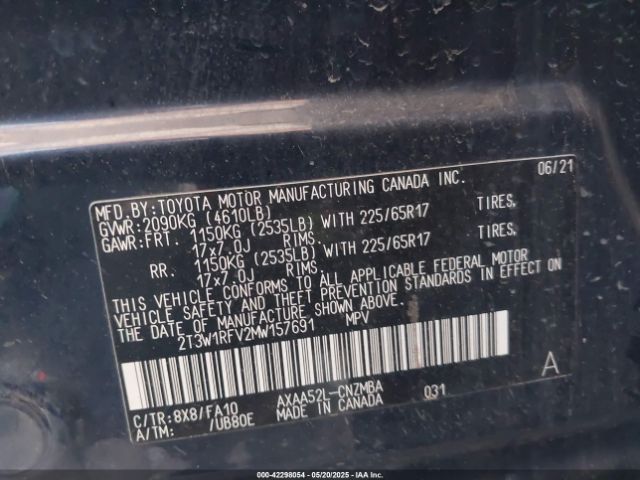 MFD.BY:TOYOTA MOTOR MANUFACTURING CANADA INC. 06/21
GVWR:2090KG (4610LB)
GAWR:FRT. 1150KG (2535LB) WITH 225/65R17 TIRES,
17x7.0J RIMS.
RR. 1150KG (2535LB) WITH 225/65R17 TIRES,
17x7.0J RIMS.
THIS VEHICLE CONFORMS TO ALL APPLICABLE FEDERAL MOTOR
VEHICLE SAFETY AND THEFT PREVENTION STANDARDS IN EFFECT ON
THE DATE OF MANUFACTURE SHOWN ABOVE.
2T3W1RFV2MW157691 MPV
A
C/TR:8X8/FA10 AXAA52L-CNZMBA 031
A/TM: /UB80E MADE IN CANADA
000-42298054 | 05/20/2025 | IAAI.COM